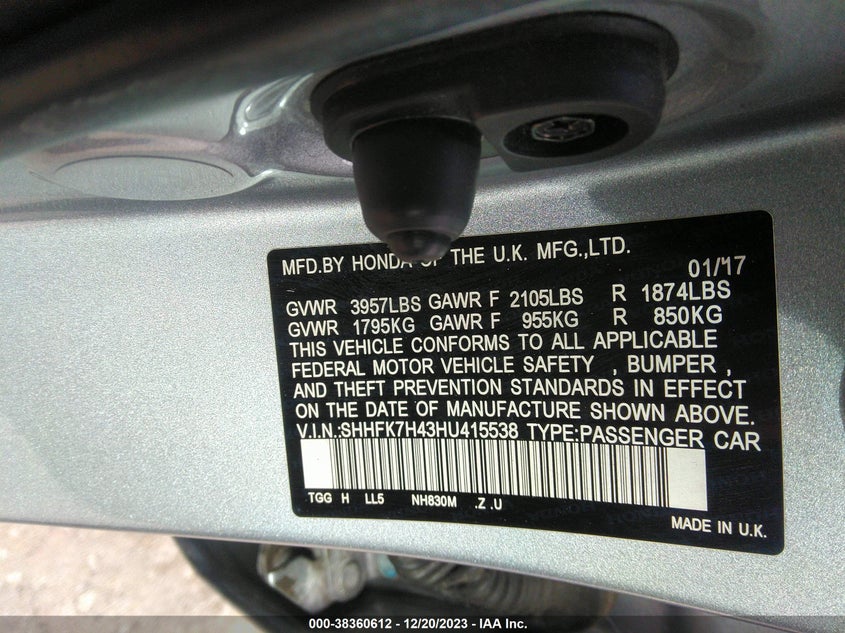 MFD.BY HONDA OF THE U.K. MFG.,LTD.
01/17
GVWR 3957LBS GAWR F 2105LBS R 1874LBS
GVWR 1795KG GAWR F 955KG R 850KG
THIS VEHICLE CONFORMS TO ALL APPLICABLE
FEDERAL MOTOR VEHICLE SAFETY , BUMPER ,
AND THEFT PREVENTION STANDARDS IN EFFECT
ON THE DATE OF MANUFACTURE SHOWN ABOVE.
V.I.N.:SHHFK7H43HU415538 TYPE:PASSENGER CAR
TGG H LL5 NH830M .Z .U
MADE IN U.K.
000-38360612 - 12/20/2023 - IAA Inc.